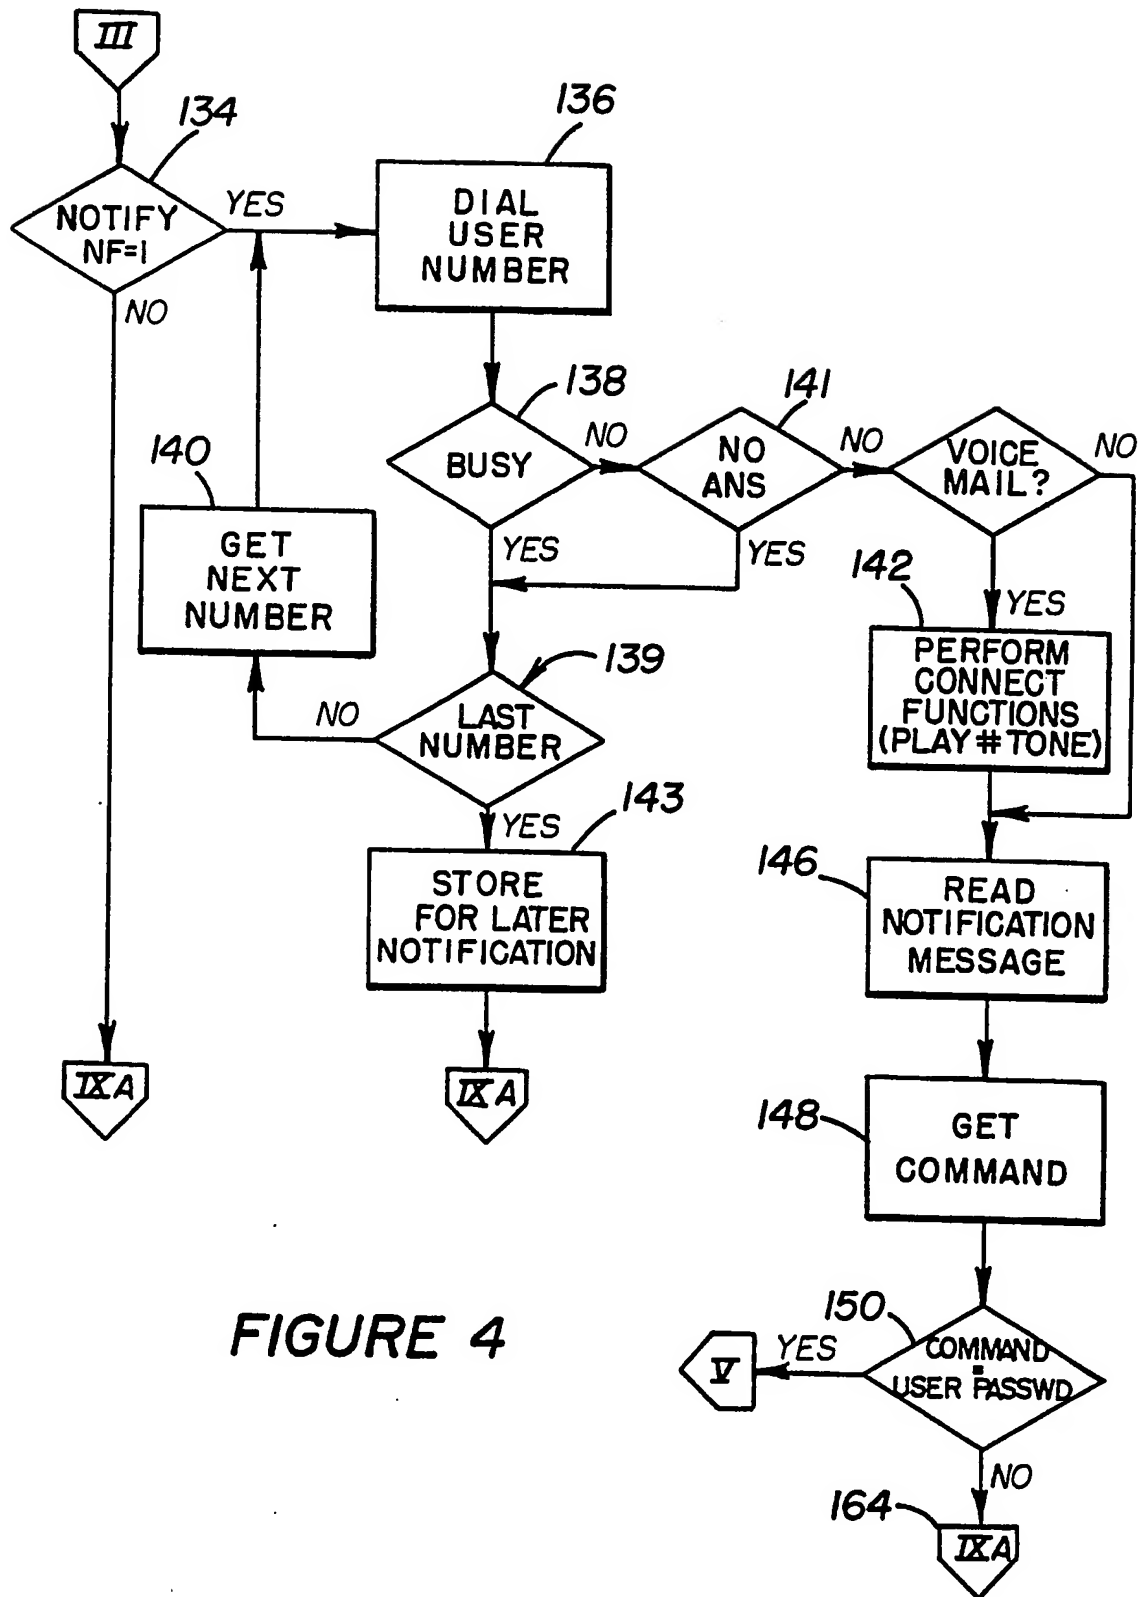 III
134
136
NOTIFY
NF=1
YES
NO
DIAL
USER
NUMBER
138
141
BUSY
NO
NO
ANS
NO
VOICE
MAIL?
NO
140
GET
NEXT
NUMBER
YES
YES
142
YES
PERFORM
CONNECT
FUNCTIONS
(PLAY # TONE)
139
LAST
NUMBER
NO
YES
143
STORE
FOR LATER
NOTIFICATION
146
READ
NOTIFICATION
MESSAGE
IXA
IXA
148
GET
COMMAND
150
COMMAND
=
USER PASSWD
YES
V
NO
164
IXA
FIGURE 4